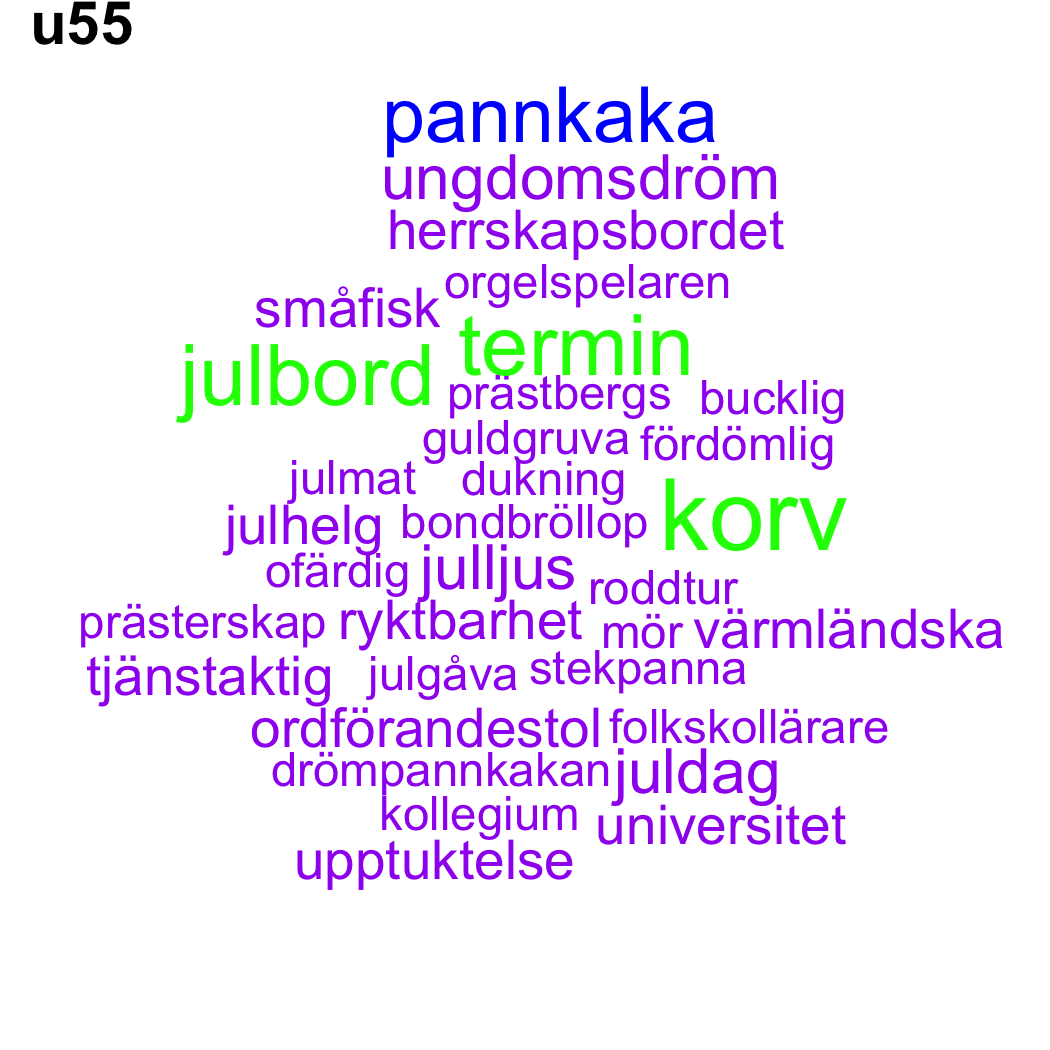 u55
pannkaka
ungdomsdröm
herrskapsbordet
orgelspelaren
småfisk
termin
julbord
prästbergs bucklig
guldgruva fördömlig
julmat dukning
korv
julhelg bondbröllop
ofärdig julljus roddtur
prästerskap ryktbarhet mör värmländska
tjänstaktig julgåva stekpanna
ordförandestol folkskollärare
drömpannkakan juldag
kollegium universitet
upptuktelse